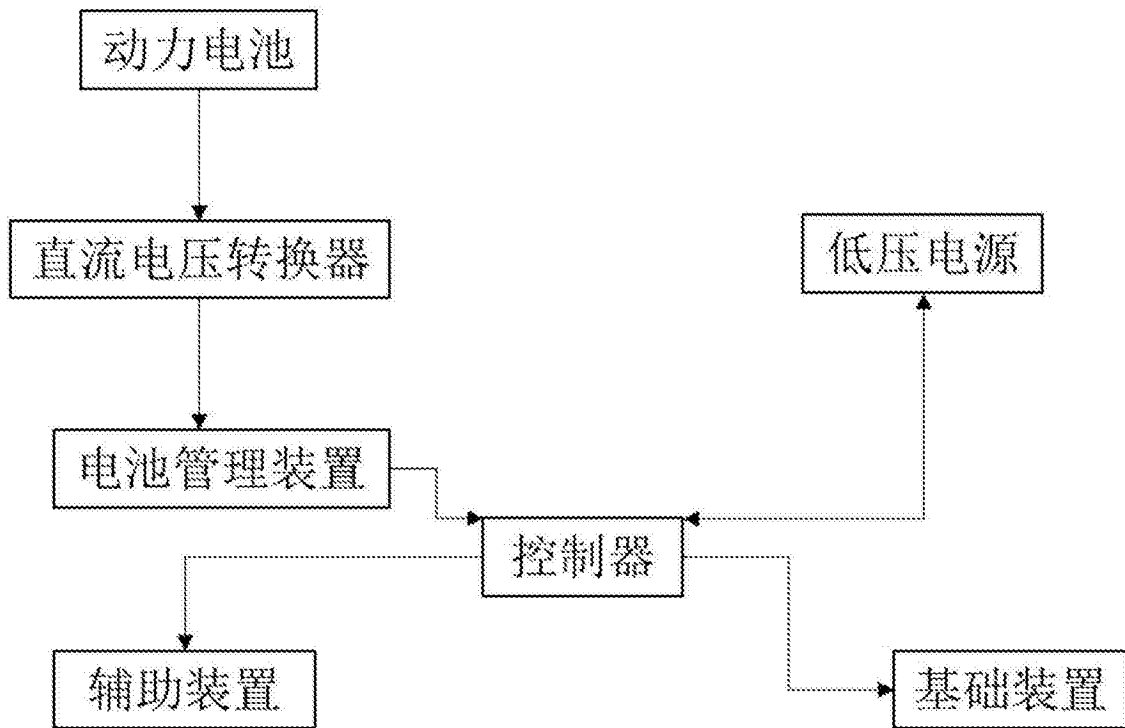 动力电池
直流电压转换器
低压电源
电池管理装置
控制器
辅助装置
基础装置